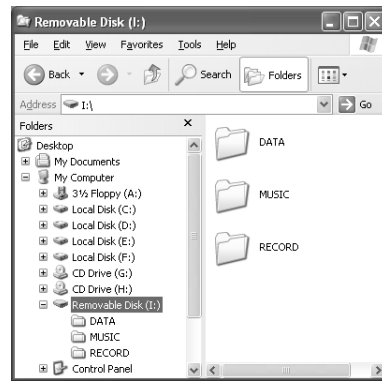 Removable Disk (I:)
File Edit View Favorites Tools Help
Back Search Folders
Address I:\ Go
Folders
Desktop
My Documents
My Computer
3½ Floppy (A:)
Local Disk (C:)
Local Disk (D:)
Local Disk (E:)
Local Disk (F:)
CD Drive (G:)
CD Drive (H:)
Removable Disk (I:)
DATA
MUSIC
RECORD
Control Panel
DATA
MUSIC
RECORD